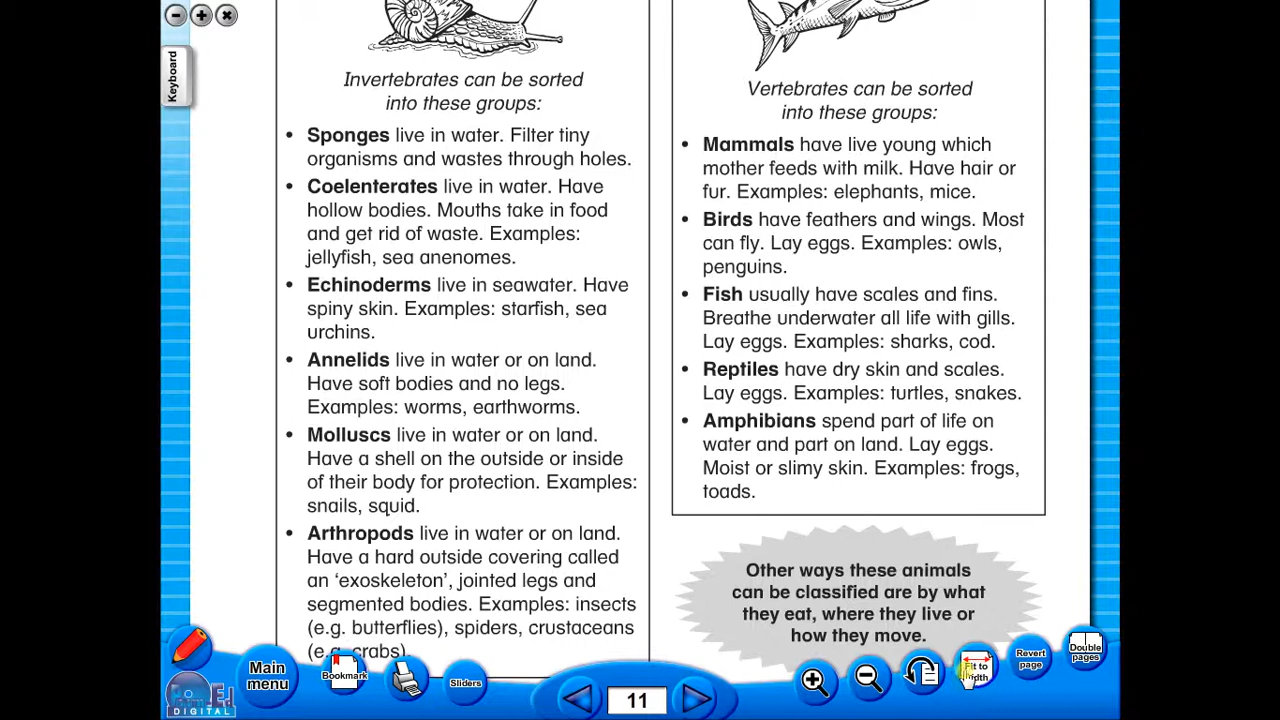 Keyboard
Invertebrates can be sorted
into these groups:
• Sponges live in water. Filter tiny
organisms and wastes through holes.
• Coelenterates live in water. Have
hollow bodies. Mouths take in food
and get rid of waste. Examples:
jellyfish, sea anenomes.
• Echinoderms live in seawater. Have
spiny skin. Examples: starfish, sea
urchins.
• Annelids live in water or on land.
Have soft bodies and no legs.
Examples: worms, earthworms.
• Molluscs live in water or on land.
Have a shell on the outside or inside
of their body for protection. Examples:
snails, squid.
• Arthropods live in water or on land.
Have a hard outside covering called
an ‘exoskeleton’, jointed legs and
segmented bodies. Examples: insects
(e.g. butterflies), spiders, crustaceans
(e.g. crabs)
Vertebrates can be sorted
into these groups:
• Mammals have live young which
mother feeds with milk. Have hair or
fur. Examples: elephants, mice.
• Birds have feathers and wings. Most
can fly. Lay eggs. Examples: owls,
penguins.
• Fish usually have scales and fins.
Breathe underwater all life with gills.
Lay eggs. Examples: sharks, cod.
• Reptiles have dry skin and scales.
Lay eggs. Examples: turtles, snakes.
• Amphibians spend part of life on
water and part on land. Lay eggs.
Moist or slimy skin. Examples: frogs,
toads.
Other ways these animals
can be classified are by what
they eat, where they live or
how they move.
Main
menu
Bookmark
Sliders
11
Fit to
Revert
page
Double
pages
DIGITAL